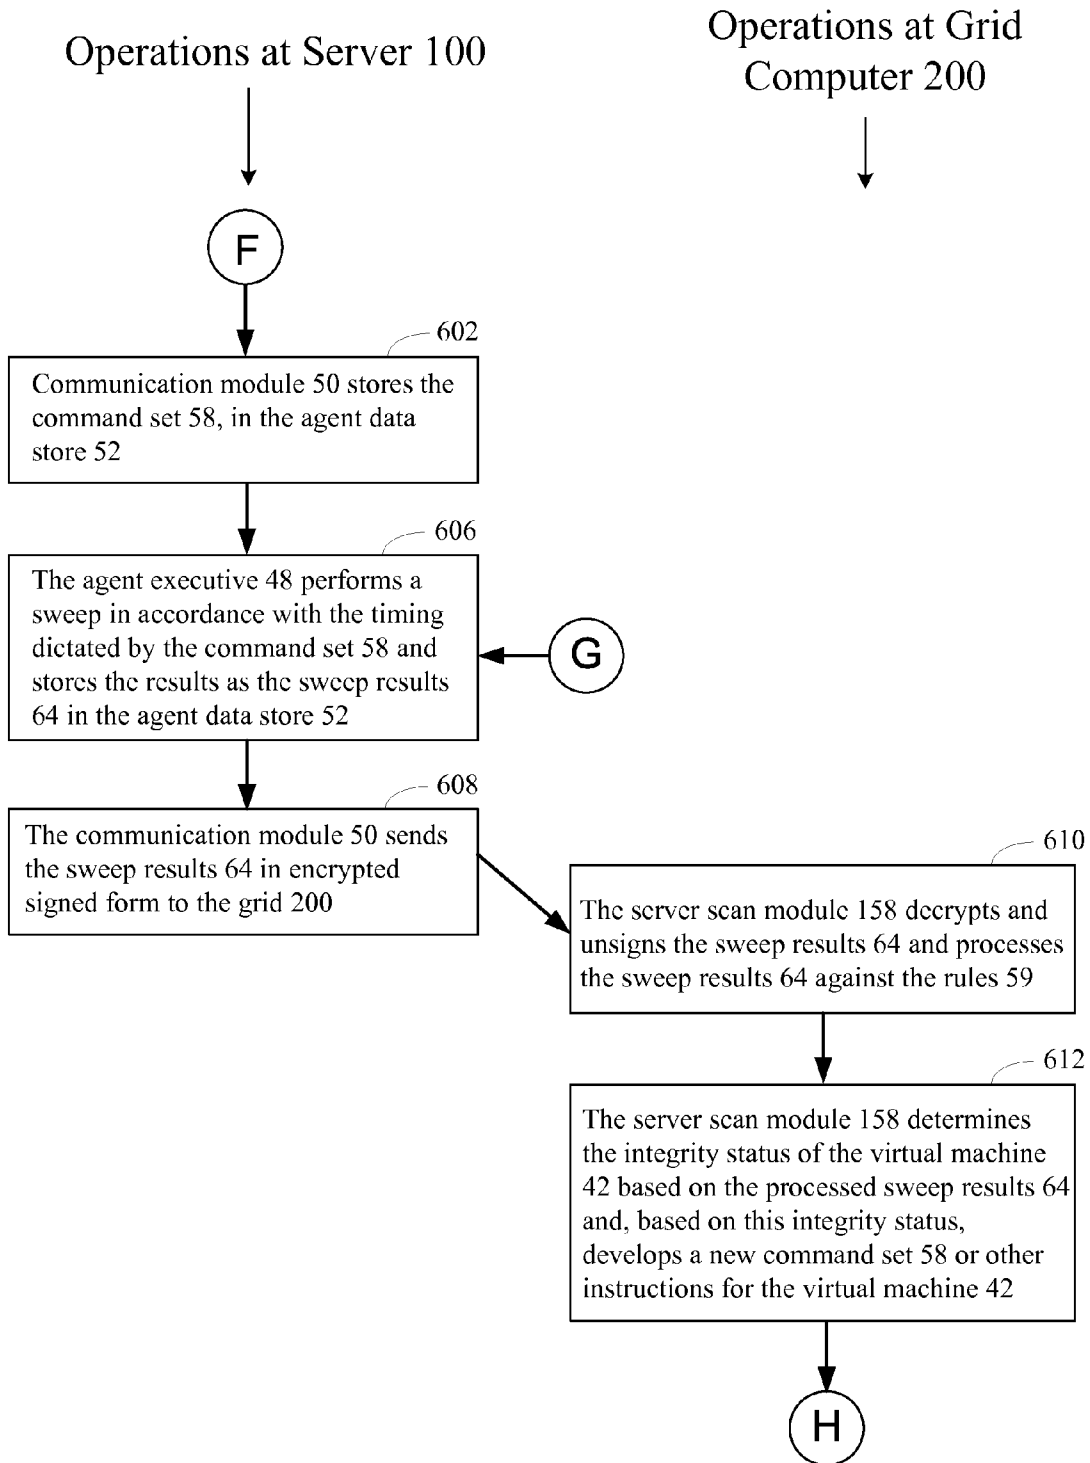 Operations at Server 100
Operations at Grid
Computer 200
F
602
Communication module 50 stores the
command set 58, in the agent data
store 52
606
The agent executive 48 performs a
sweep in accordance with the timing
dictated by the command set 58 and
stores the results as the sweep results
64 in the agent data store 52
G
608
The communication module 50 sends
the sweep results 64 in encrypted
signed form to the grid 200
610
The server scan module 158 decrypts and
unsigns the sweep results 64 and processes
the sweep results 64 against the rules 59
612
The server scan module 158 determines
the integrity status of the virtual machine
42 based on the processed sweep results 64
and, based on this integrity status,
develops a new command set 58 or other
instructions for the virtual machine 42
H